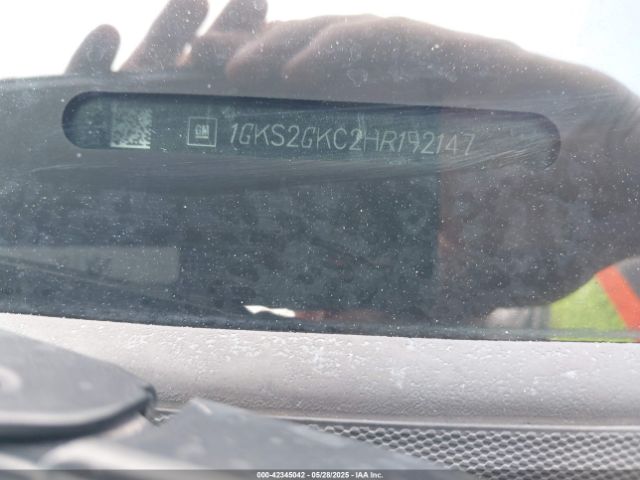 GM 1GKS2GKC2HR192147
000-42345042 - 05/28/2025 - IAA Inc.